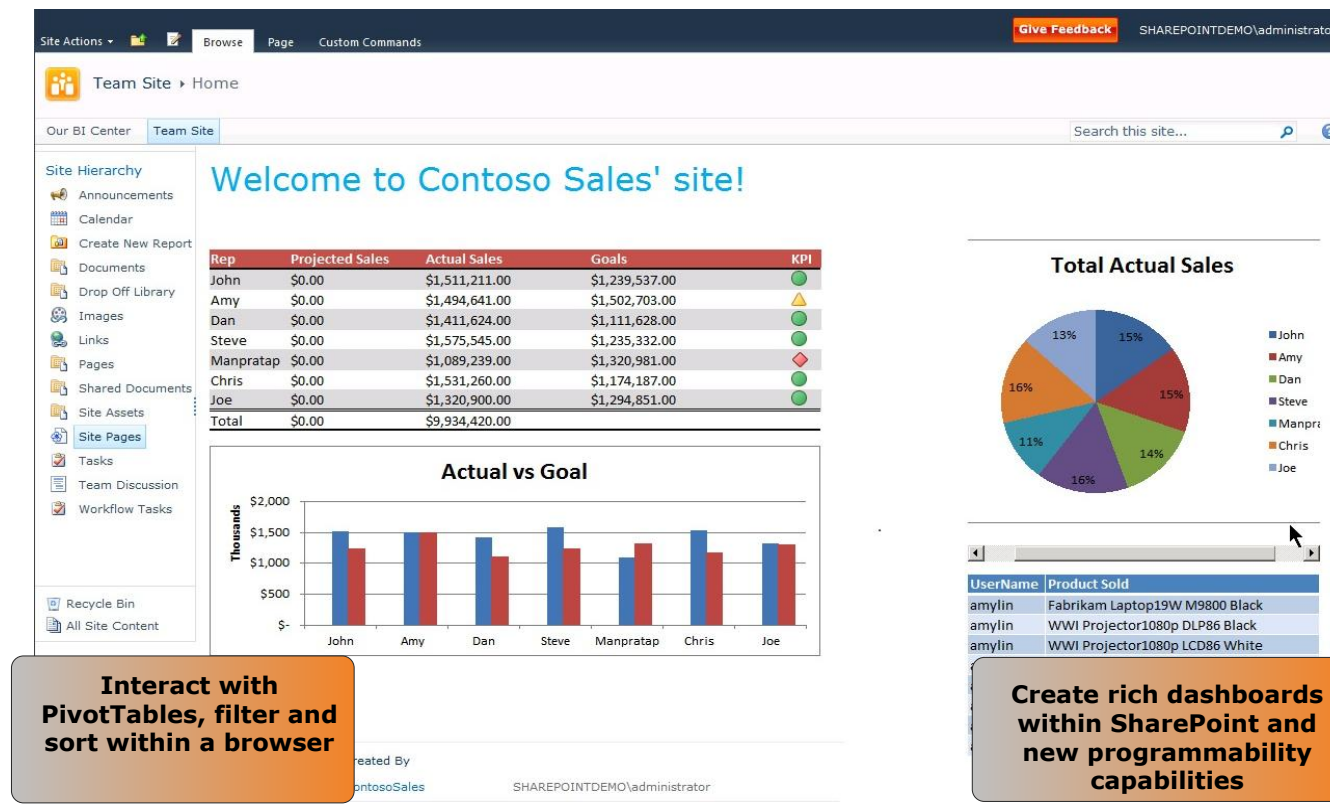 Site Actions Browse Page Custom Commands Give Feedback SHAREPOINTDEMO\administrato
Team Site Home
Our BI Center Team Site Search this site...
Site Hierarchy
Announcements
Calendar
Create New Report
Documents
Drop Off Library
Images
Links
Pages
Shared Documents
Site Assets
Site Pages
Tasks
Team Discussion
Workflow Tasks
Recycle Bin
All Site Content
Welcome to Contoso Sales' site!
Rep Projected Sales Actual Sales Goals KPI
John $0.00 $1,511,211.00 $1,239,537.00
Amy $0.00 $1,494,641.00 $1,502,703.00
Dan $0.00 $1,411,624.00 $1,111,628.00
Steve $0.00 $1,575,545.00 $1,235,332.00
Manpratap $0.00 $1,089,239.00 $1,320,981.00
Chris $0.00 $1,531,260.00 $1,174,187.00
Joe $0.00 $1,320,900.00 $1,294,851.00
Total $0.00 $9,934,420.00
Actual vs Goal
Thousands
$2,000
$1,500
$1,000
$500
$-
John Amy Dan Steve Manpratap Chris Joe
Total Actual Sales
13% 15%
16% 15%
11% 14%
16%
John
Amy
Dan
Steve
Manpra
Chris
Joe
UserName Product Sold
amylin Fabrikam Laptop19W M9800 Black
amylin WWI Projector1080p DLP86 Black
amylin WWI Projector1080p LCD86 White
Interact with
PivotTables, filter and
sort within a browser
reated By
ontosoSales SHAREPOINTDEMO\administrator
Create rich dashboards
within SharePoint and
new programmability
capabilities